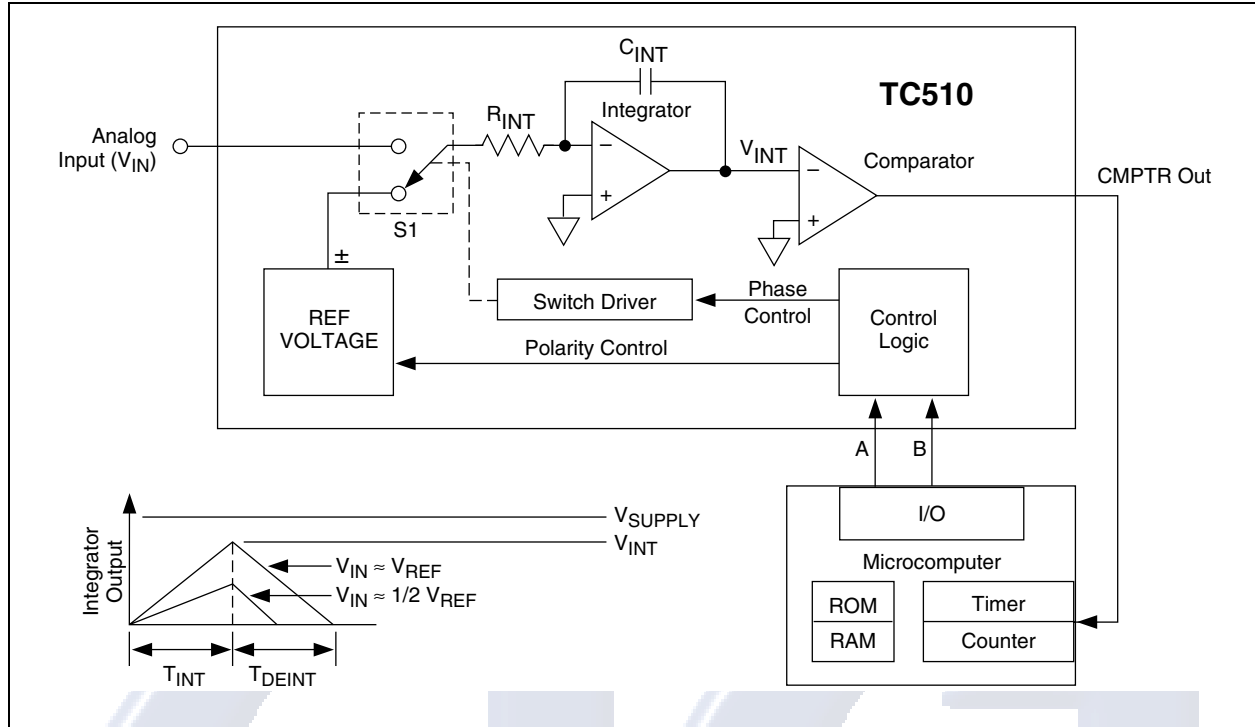 C_INT
TC510
Integrator
R_INT
Analog
Input (V_IN)
V_INT
Comparator
CMPTR Out
S1
−
+
−
+
±
REF
VOLTAGE
Switch Driver
Phase
Control
Control
Logic
Polarity Control
A
B
I/O
Microcomputer
ROM
RAM
Timer
Counter
Integrator
Output
V_SUPPLY
V_INT
V_IN ≈ V_REF
V_IN ≈ 1/2 V_REF
T_INT
T_DEINT